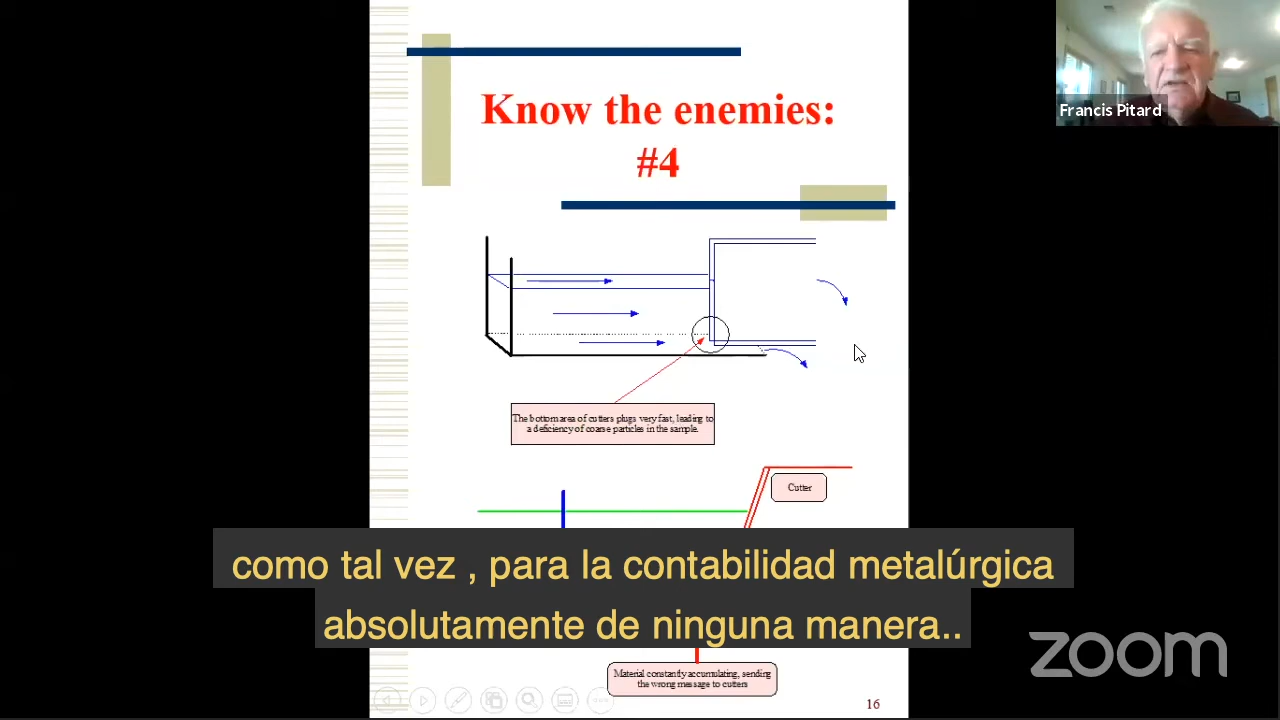 Francis Pitard
Know the enemies:
#4
The bottom area of cutters plugs very fast, leading to
a deficiency of coarse particles in the sample.
Cutter
como tal vez , para la contabilidad metalúrgica
absolutamente de ninguna manera..
zoom
Material constantly accumulating, sending
the wrong message to cutters
16